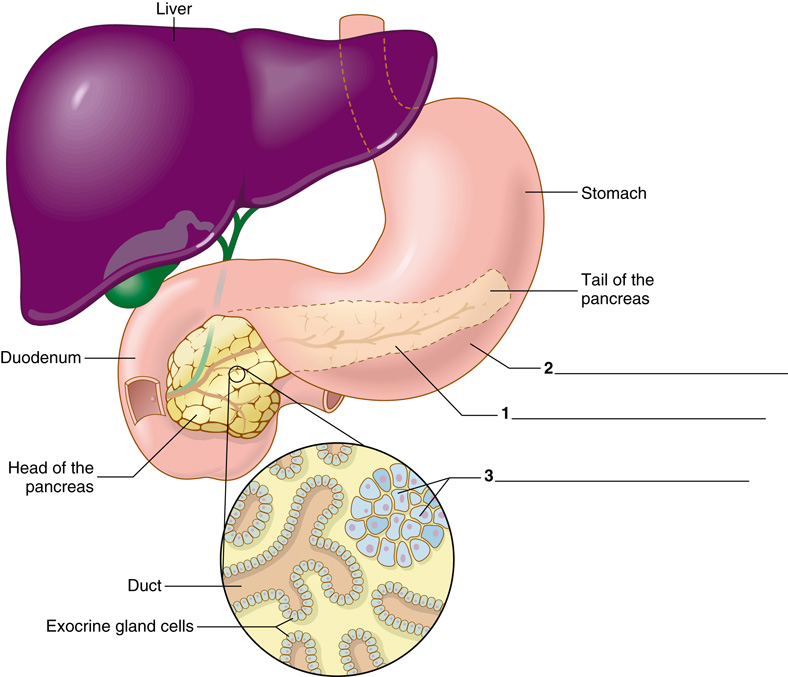 Liver
Stomach
Tail of the
pancreas
Duodenum
2
1
Head of the
pancreas
3
Duct
Exocrine gland cells